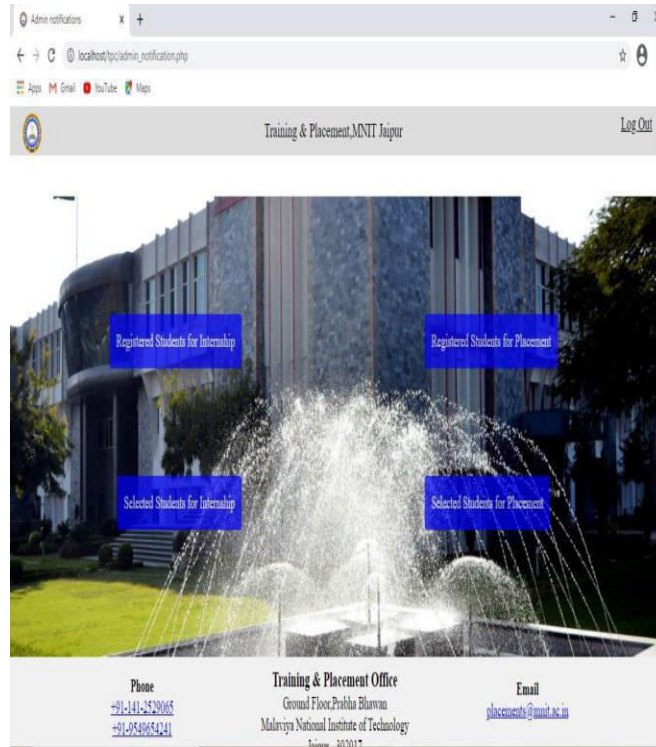 Admin notifications
localhost/tpc/admin_notification.php
Apps Gmail YouTube Maps
Training & Placement,MNIT Jaipur
Log Out
Registered Students for Internship
Registered Students for Placement
Selected Students for Internship
Selected Students for Placement
Phone
+91-141-2529065
+91-9549654241
Training & Placement Office
Ground Floor,Prabha Bhawan
Malaviya National Institute of Technology
Jaipur - 302017
Email
placements@mnit.ac.in